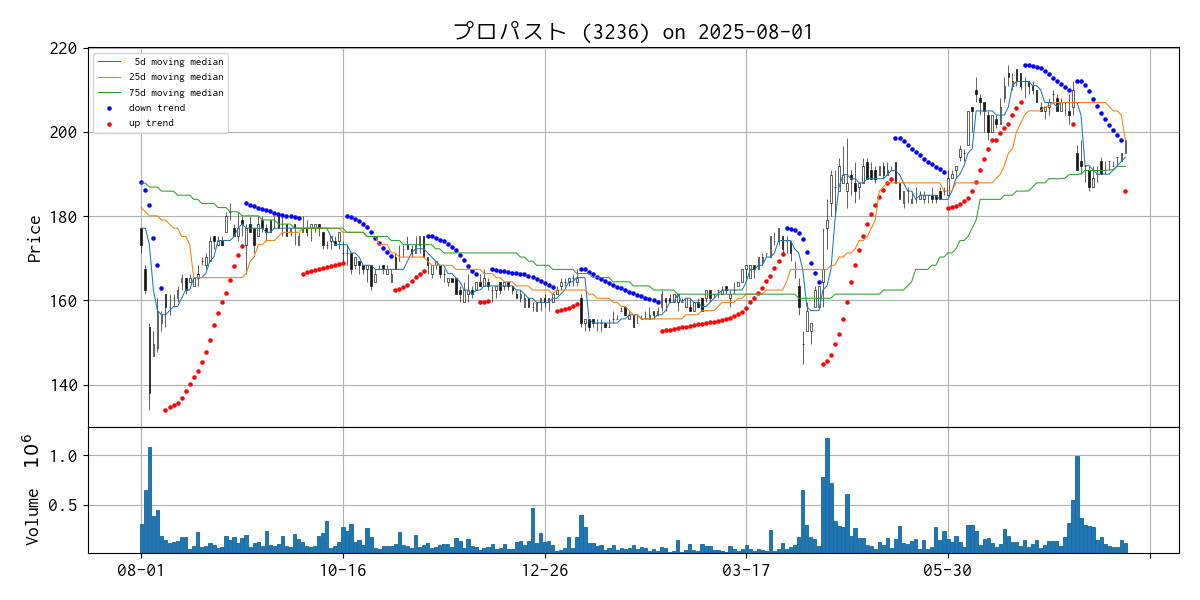 プロパスト (3236) on 2025-08-01
220
200
180
160
140
Price
5d moving median
25d moving median
75d moving median
down trend
up trend
1.0
0.5
Volume 10⁶
08-01
10-16
12-26
03-17
05-30